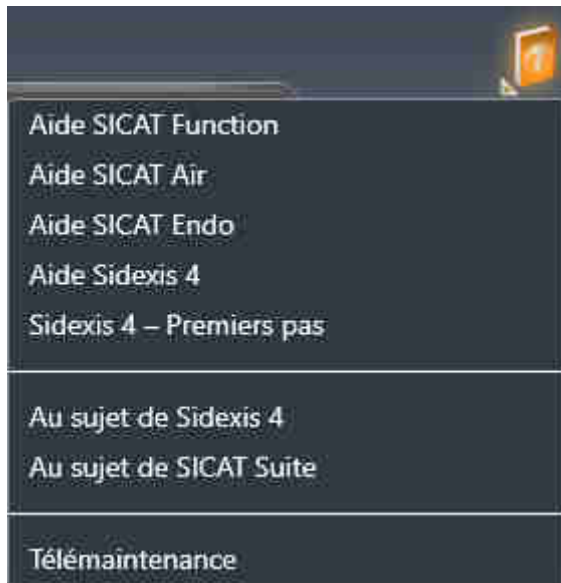 Aide SICAT Function
Aide SICAT Air
Aide SICAT Endo
Aide Sidexis 4
Sidexis 4 – Premiers pas
Au sujet de Sidexis 4
Au sujet de SICAT Suite
Télémaintenance